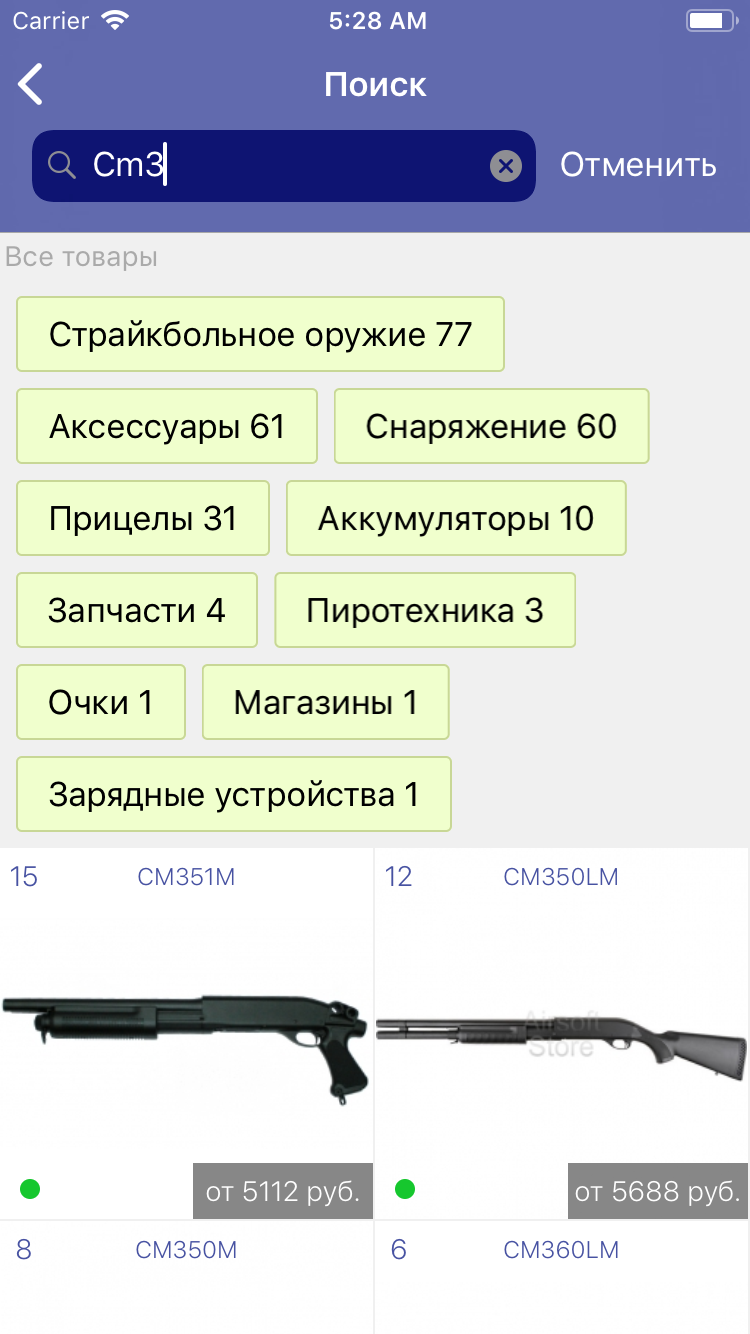 Carrier 5:28 AM
Поиск
Cm3 Отменить
Все товары
Страйкбольное оружие 77
Аксессуары 61 Снаряжение 60
Прицелы 31 Аккумуляторы 10
Запчасти 4 Пиротехника 3
Очки 1 Магазины 1
Зарядные устройства 1
15 CM351M 12 CM350LM
Airsoft
Store
от 5112 руб. от 5688 руб.
8 CM350M 6 CM360LM